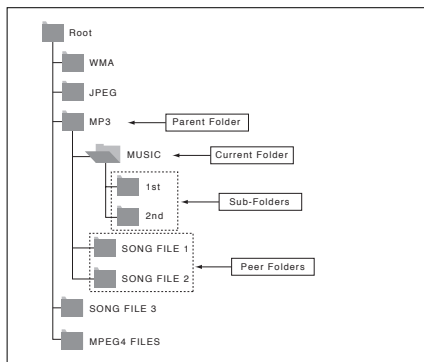 Root
WMA
JPEG
MP3
Parent Folder
MUSIC
Current Folder
1st
2nd
Sub-Folders
SONG FILE 1
SONG FILE 2
Peer Folders
SONG FILE 3
MPEG4 FILES